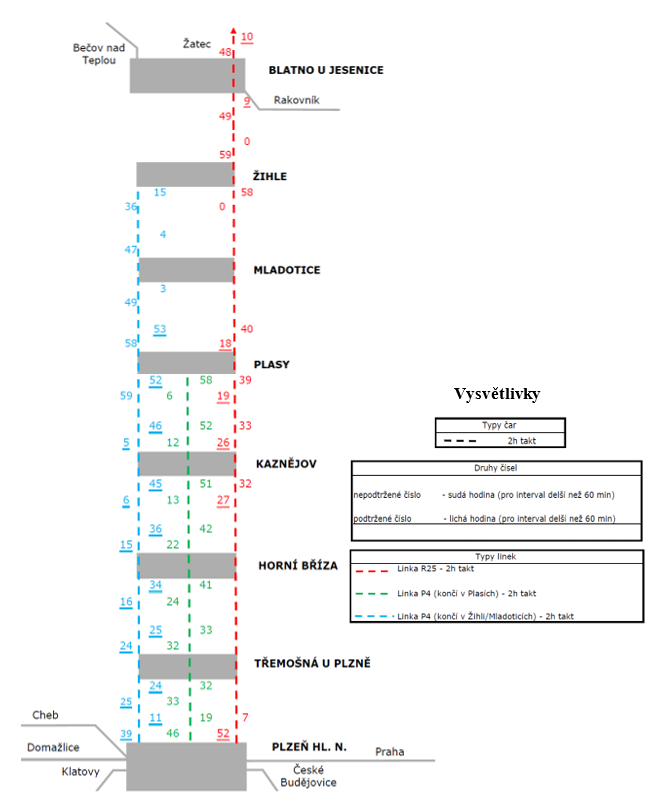 10
Žatec
Bečov nad
Teplou
48
BLATNO U JESENICE
Rakovník
9
49
0
59
ŽIHLE
15
58
36
0
4
47
MLADOTICE
3
49
53
40
58
18
PLASY
52
58
39
59
6
19
46
52
33
5
12
26
KAZNĚJOV
45
51
32
6
13
27
36
42
15
22
HORNÍ BŘÍZA
34
41
16
24
25
33
24
32
TŘEMOŠNÁ U PLZNĚ
24
32
25
33
Cheb
11
19
7
39
46
52
Domažlice
PLZEŇ HL. N.
Praha
Klatovy
České
Budějovice
Vysvětlivky
Typy čar
2h takt
Druhy čísel
nepodtržené číslo - sudá hodina (pro interval delší než 60 min)
podtržené číslo - lichá hodina (pro interval delší než 60 min)
Typy linek
Linka R25 - 2h takt
Linka P4 (končí v Plasích) - 2h takt
Linka P4 (končí v Žihli/Mladoticích) - 2h takt